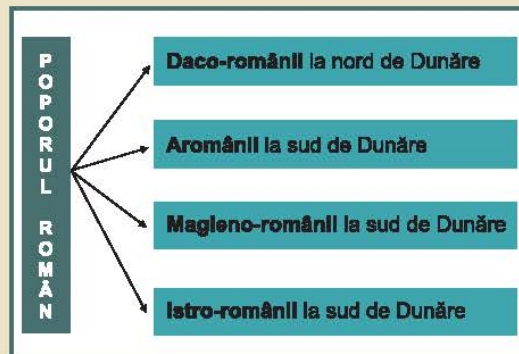 POPORUL ROMÂN
Daco-românii la nord de Dunăre
Aromânii la sud de Dunăre
Magleno-românii la sud de Dunăre
Istro-românii la sud de Dunăre